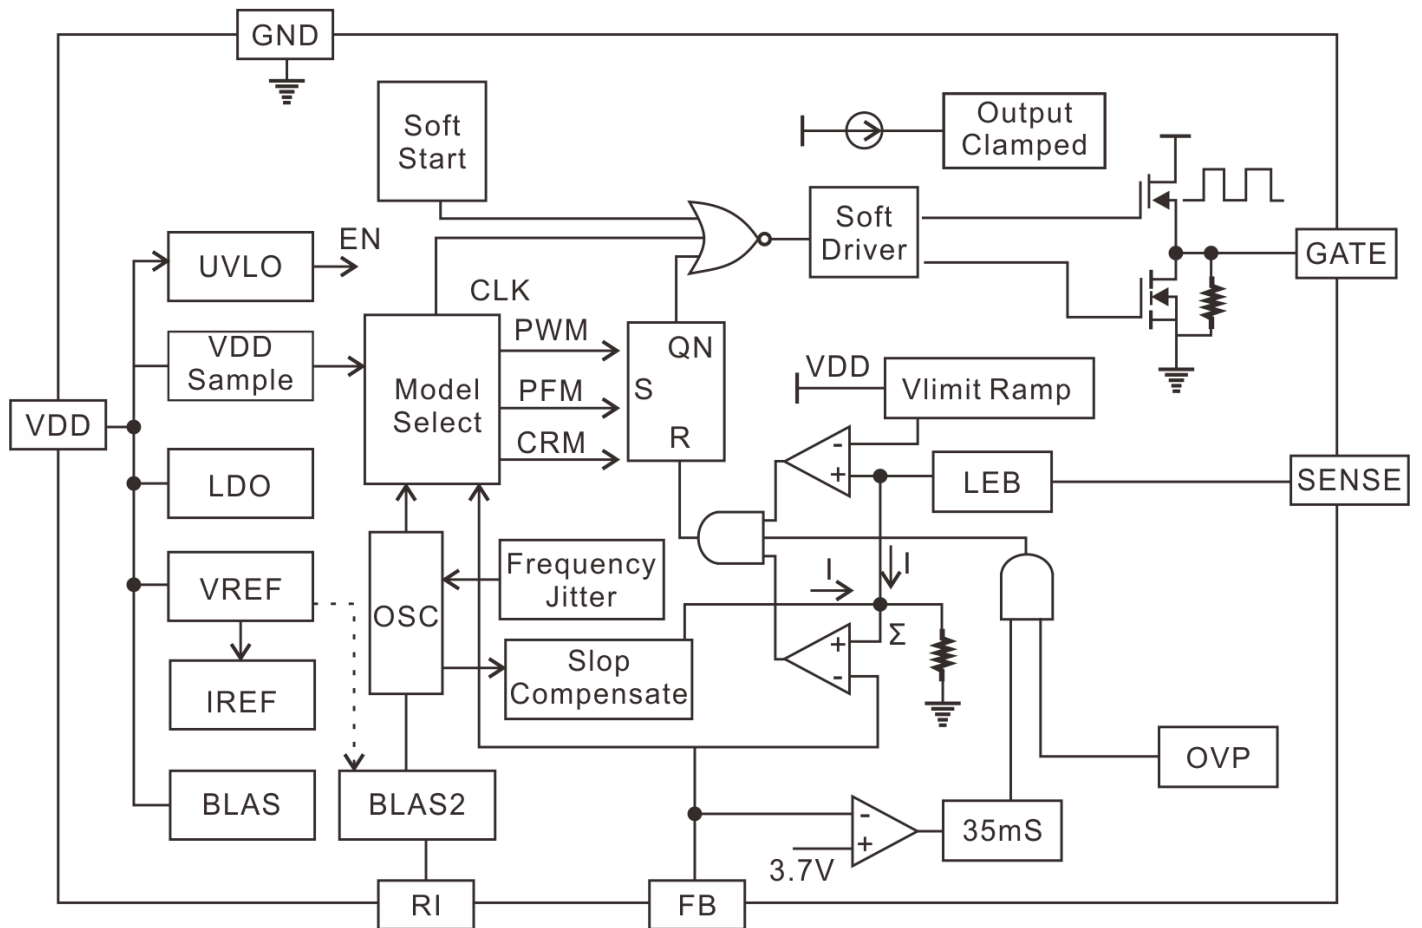 GND
Soft
Start
Output
Clamped
Soft
Driver
EN
UVLO
GATE
CLK
PWM
QN
VDD
Sample
VDD
Vlimit Ramp
Model
Select
PFM
S
CRM
R
-
+
VDD
LDO
LEB
SENSE
VREF
OSC
Frequency
Jitter
I
I
Σ
+
-
Slop
Compensate
IREF
OVP
BLAS
BLAS2
-
+
35mS
3.7V
RI
FB